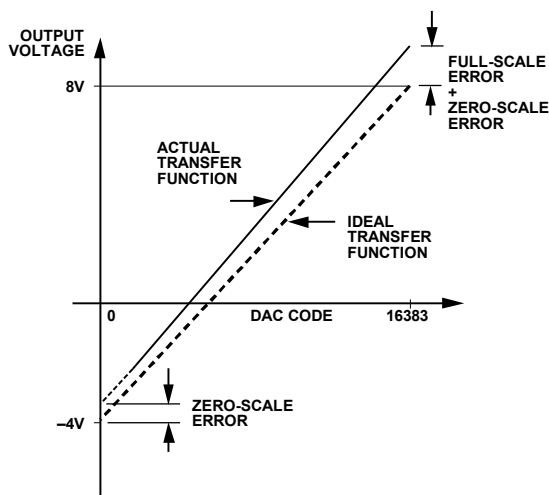 OUTPUT
VOLTAGE
8V
FULL-SCALE
ERROR
+
ZERO-SCALE
ERROR
ACTUAL
TRANSFER
FUNCTION
IDEAL
TRANSFER
FUNCTION
0
DAC CODE
16383
ZERO-SCALE
ERROR
–4V